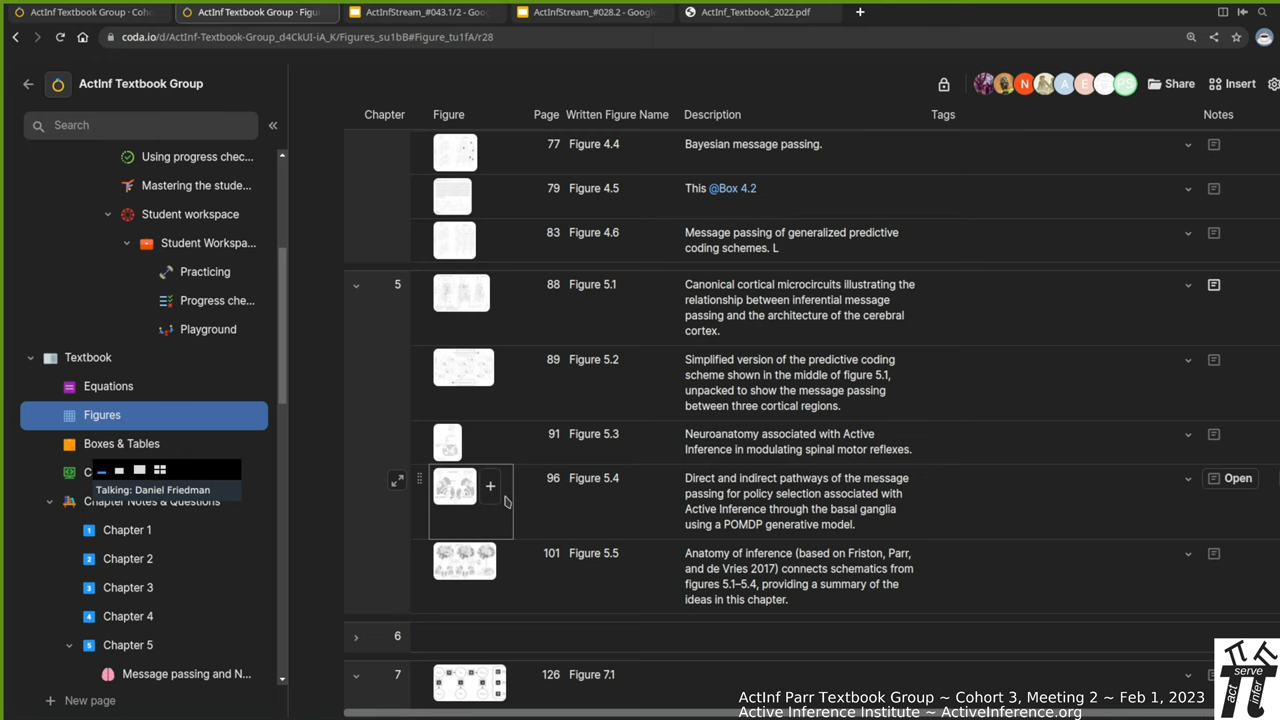 ActInf Textbook Group · Coho
ActInf Textbook Group · Figu
ActInfStream_#043.1/2 - Goo
ActInfStream_#028.2 - Google
ActInf_Textbook_2022.pdf
coda.io/d/ActInf-Textbook-Group_d4CkUI-iA_K/Figures_su1bB#Figure_tu1fA/r28
ActInf Textbook Group
N
A
E
PS
Share
Insert
Search
Using progress chec...
Mastering the stude...
Student workspace
Student Workspa...
Practicing
Progress che...
Playground
Textbook
Equations
Figures
Boxes & Tables
C
Talking: Daniel Friedman
Chapter Notes & Questions
1 Chapter 1
2 Chapter 2
3 Chapter 3
4 Chapter 4
5 Chapter 5
Message passing and N...
New page
Chapter Figure Page Written Figure Name Description Tags Notes
77 Figure 4.4 Bayesian message passing.
79 Figure 4.5 This @Box 4.2
83 Figure 4.6 Message passing of generalized predictive
coding schemes. L
5 88 Figure 5.1 Canonical cortical microcircuits illustrating the
relationship between inferential message
passing and the architecture of the cerebral
cortex.
89 Figure 5.2 Simplified version of the predictive coding
scheme shown in the middle of figure 5.1,
unpacked to show the message passing
between three cortical regions.
91 Figure 5.3 Neuroanatomy associated with Active
Inference in modulating spinal motor reflexes.
96 Figure 5.4 Direct and indirect pathways of the message Open
passing for policy selection associated with
Active Inference through the basal ganglia
using a POMDP generative model.
101 Figure 5.5 Anatomy of inference (based on Friston, Parr,
and de Vries 2017) connects schematics from
figures 5.1–5.4, providing a summary of the
ideas in this chapter.
6
7 126 Figure 7.1
ActInf Parr Textbook Group ~ Cohort 3, Meeting 2 ~ Feb 1, 2023
Active Inference Institute ~ ActiveInference.org
act
serve
infer